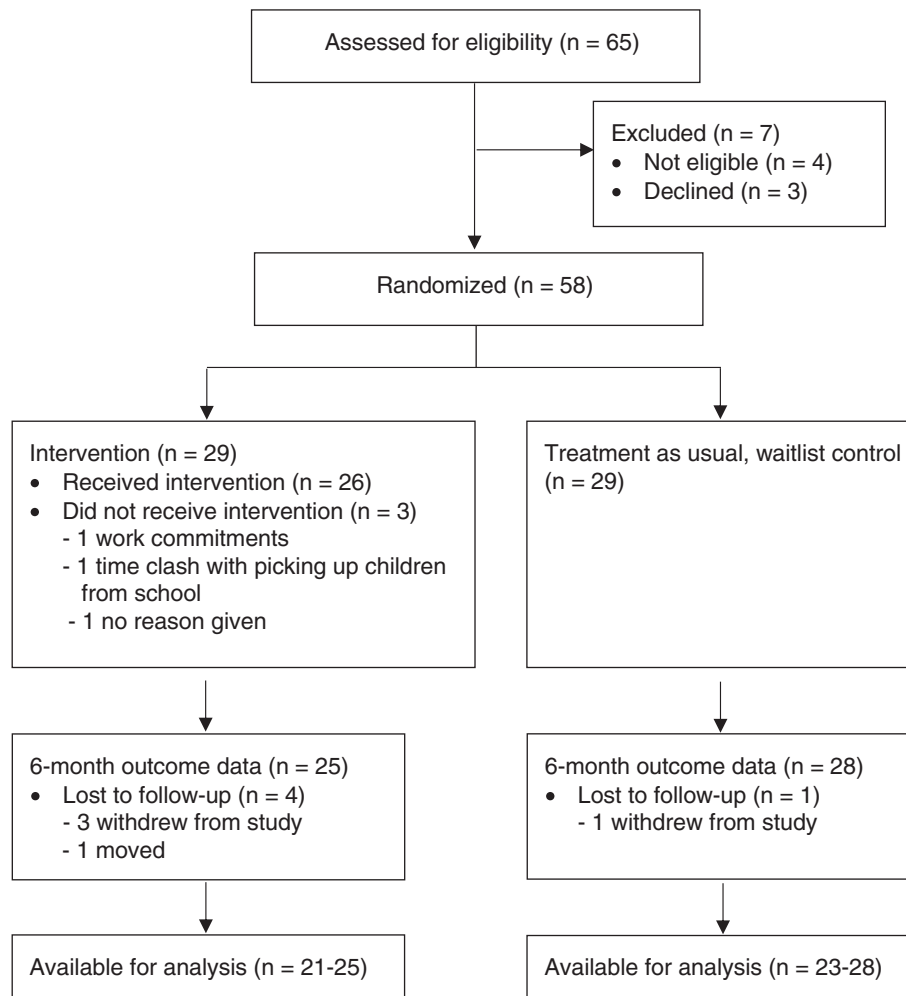 Assessed for eligibility (n = 65)
Excluded (n = 7)
• Not eligible (n = 4)
• Declined (n = 3)
Randomized (n = 58)
Intervention (n = 29)
• Received intervention (n = 26)
• Did not receive intervention (n = 3)
- 1 work commitments
- 1 time clash with picking up children
from school
- 1 no reason given
Treatment as usual, waitlist control
(n = 29)
6-month outcome data (n = 25)
• Lost to follow-up (n = 4)
- 3 withdrew from study
- 1 moved
6-month outcome data (n = 28)
• Lost to follow-up (n = 1)
- 1 withdrew from study
Available for analysis (n = 21-25)
Available for analysis (n = 23-28)